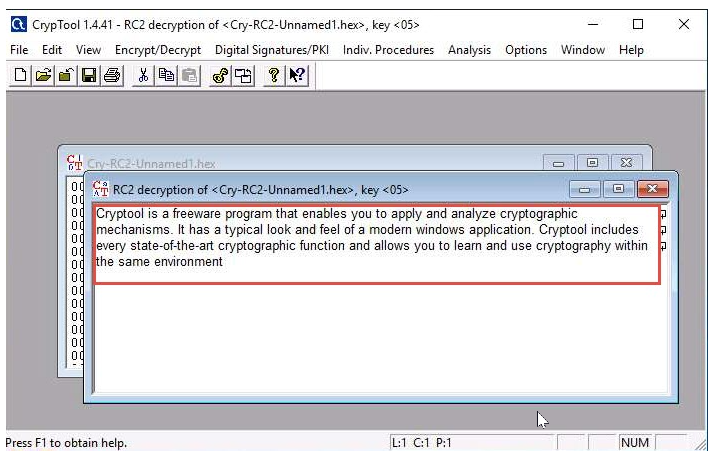 CrypTool 1.4.41 - RC2 decryption of <Cry-RC2-Unnamed1.hex>, key <05>
File Edit View Encrypt/Decrypt Digital Signatures/PKI Indiv. Procedures Analysis Options Window Help
Cry-RC2-Unnamed1.hex
RC2 decryption of <Cry-RC2-Unnamed1.hex>, key <05>
Cryptool is a freeware program that enables you to apply and analyze cryptographic
mechanisms. It has a typical look and feel of a modern windows application. Cryptool includes
every state-of-the-art cryptographic function and allows you to learn and use cryptography within
the same environment
Press F1 to obtain help.
L:1 C:1 P:1
NUM